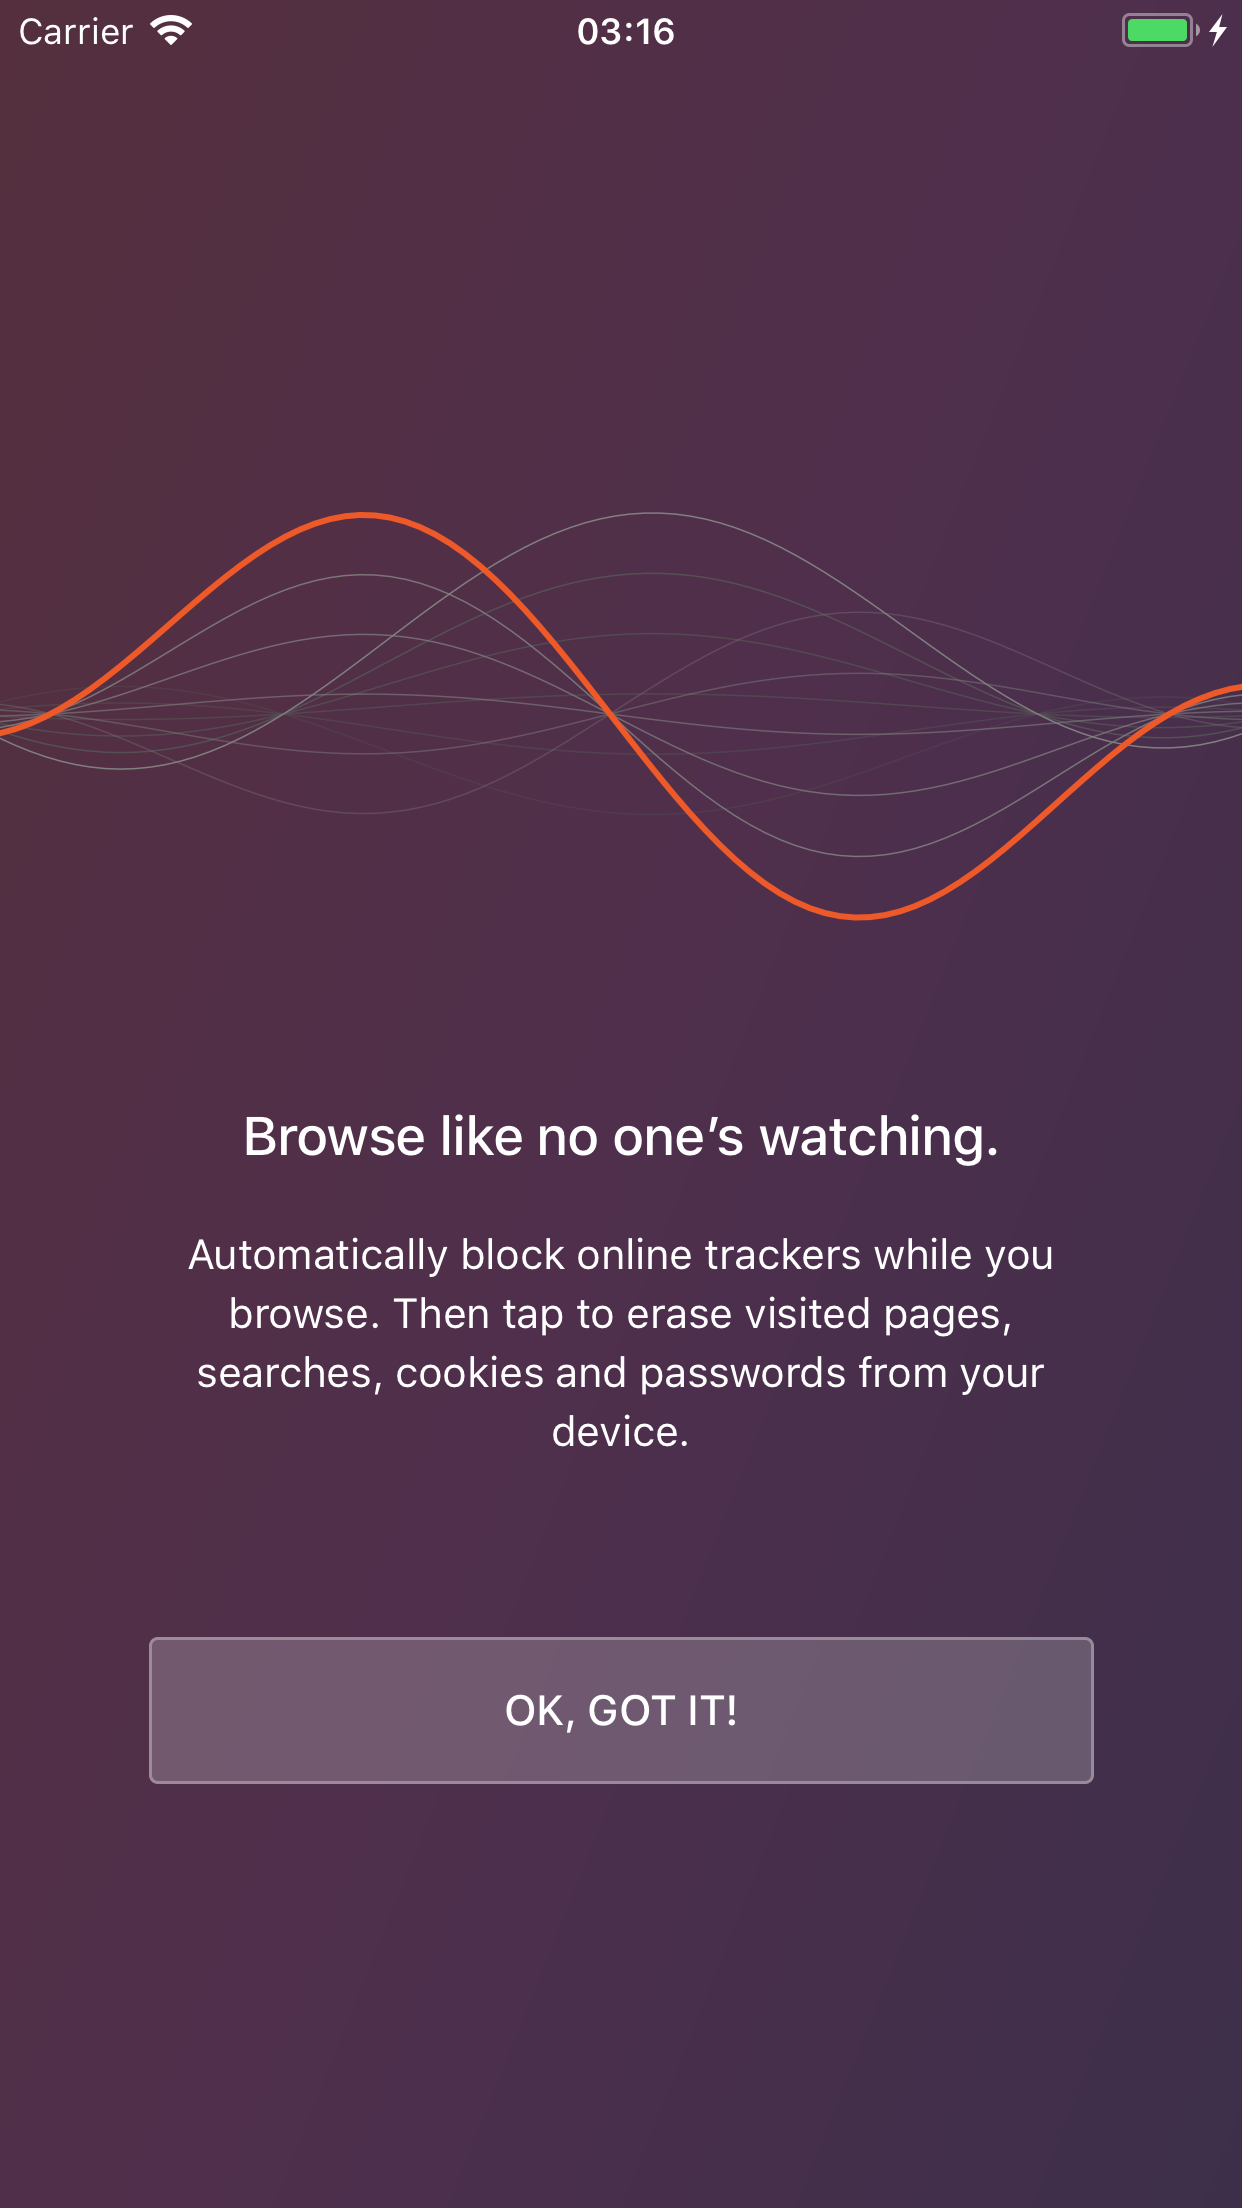 Carrier 03:16
Browse like no one’s watching.
Automatically block online trackers while you
browse. Then tap to erase visited pages,
searches, cookies and passwords from your
device.
OK, GOT IT!